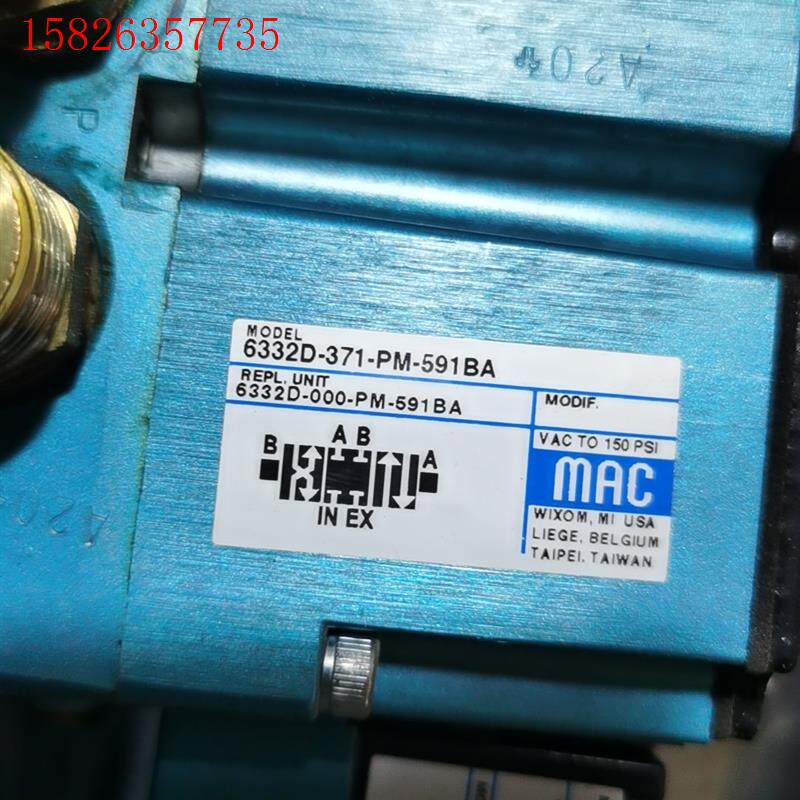 15826357735
A204
P
MODEL
6332D-371-PM-591BA
REPL. UNIT
6332D-000-PM-591BA
MODIF.
A B
B
A
IN EX
VAC TO 150 PSI
MAC
WIXOM, MI USA
LIEGE, BELGIUM
TAIPEI, TAIWAN